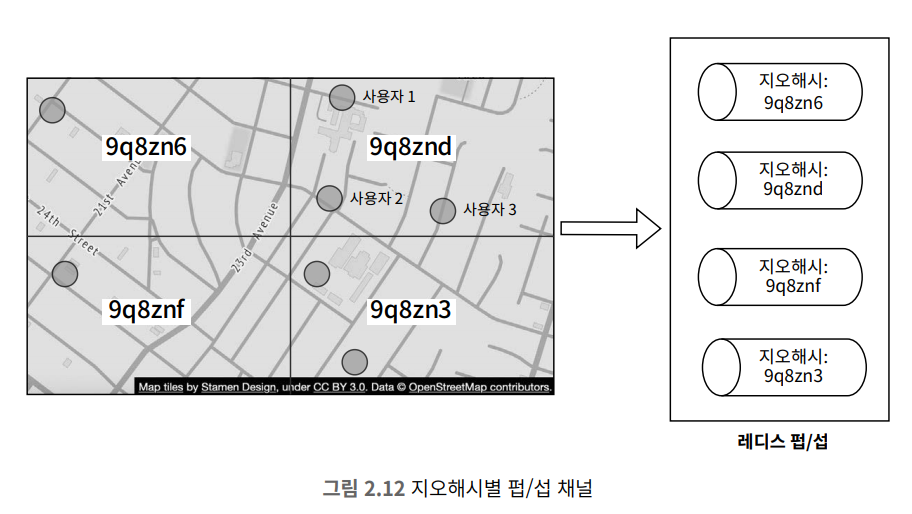 사용자 1
9q8zn6
9q8znd
21st Avenue
사용자 2
사용자 3
24th Street
23rd Avenue
9q8znf
9q8zn3
Map tiles by Stamen Design, under CC BY 3.0. Data © OpenStreetMap contributors.
지오해시:
9q8zn6
지오해시:
9q8znd
지오해시:
9q8znf
지오해시:
9q8zn3
레디스 펍/섭
그림 2.12 지오해시별 펍/섭 채널